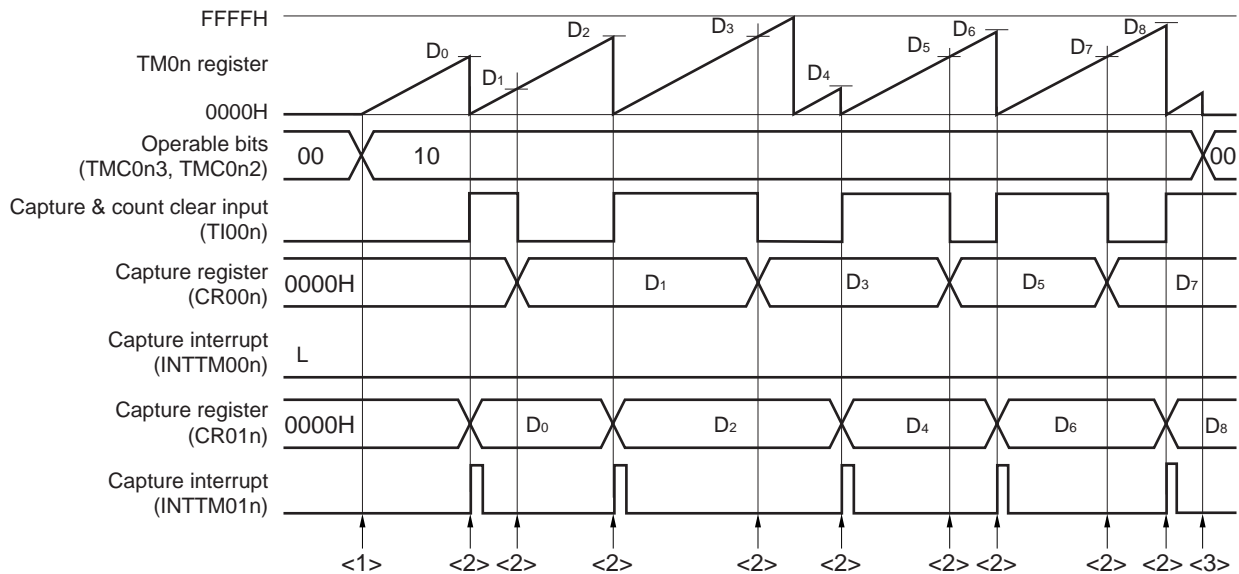 FFFFH
TM0n register
0000H
D0 D1 D2 D3 D4 D5 D6 D7 D8
Operable bits
(TMC0n3, TMC0n2)
00 10 00
Capture & count clear input
(TI00n)
Capture register
(CR00n)
0000H D1 D3 D5 D7
Capture interrupt
(INTTM00n)
L
Capture register
(CR01n)
0000H D0 D2 D4 D6 D8
Capture interrupt
(INTTM01n)
<1> <2> <2> <2> <2> <2> <2> <2> <2> <2> <3>